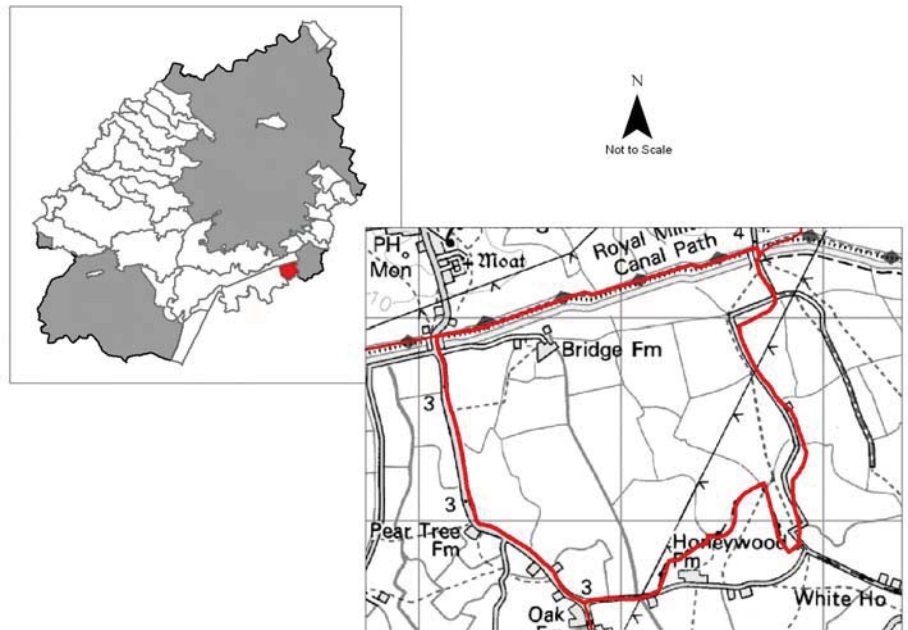 N
Not to Scale
PH
Mon
Moat
10
Royal
Canal Path
4
Bridge Fm
3
3
Pear Tree
Fm
Honeywood
Fm
3
Oak
White Ho